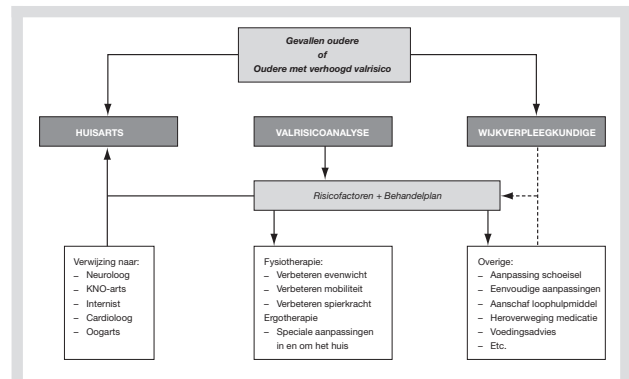 Gevallen oudere
of
Oudere met verhoogd valrisico
HUISARTS
VALRISICOANALYSE
WIJKVERPLEEGKUNDIGE
Risicofactoren + Behandelplan
Verwijzing naar:
– Neuroloog
– KNO-arts
– Internist
– Cardioloog
– Oogarts
Fysiotherapie:
– Verbeteren evenwicht
– Verbeteren mobiliteit
– Verbeteren spierkracht
Ergotherapie
– Speciale aanpassingen
in en om het huis
Overige:
– Aanpassing schoeisel
– Eenvoudige aanpassingen
– Aanschaf loophulpmiddel
– Heroverweging medicatie
– Voedingsadvies
– Etc.